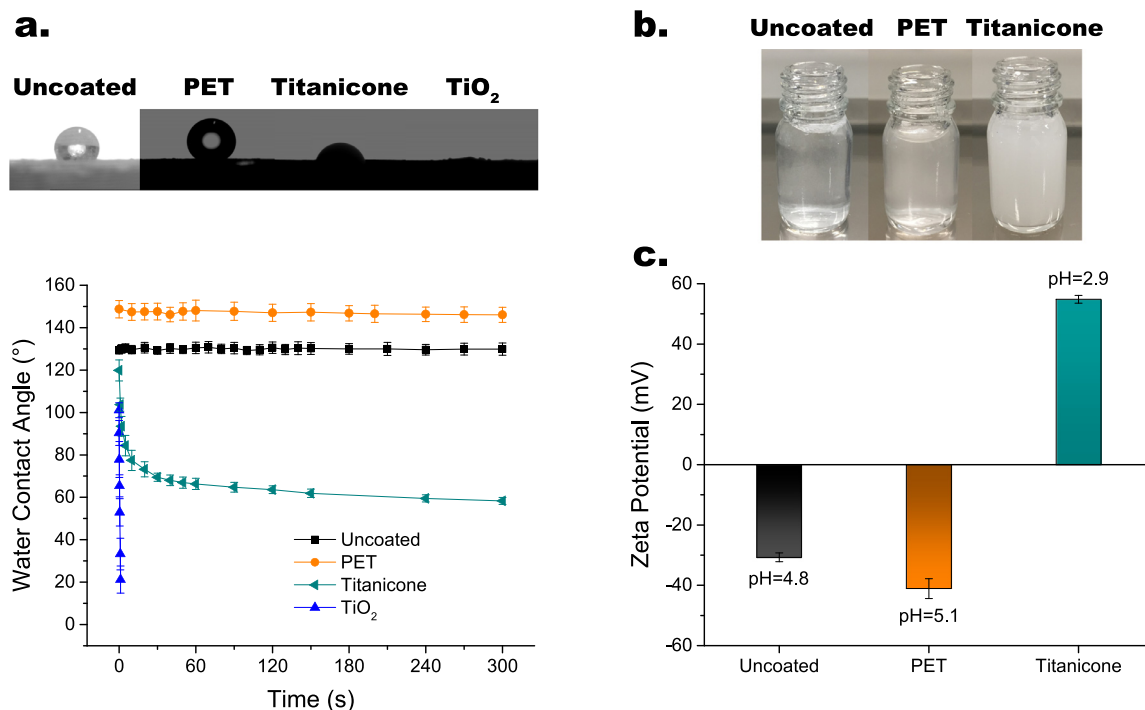 a.
Uncoated PET Titanicone TiO₂
160
140
120
100
80
60
40
20
0
Water Contact Angle (°)
Uncoated
PET
Titanicone
TiO₂
0 60 120 180 240 300
Time (s)
b.
Uncoated PET Titanicone
c.
60
40
20
0
-20
-40
-60
Zeta Potential (mV)
pH=2.9
pH=4.8
pH=5.1
Uncoated PET Titanicone